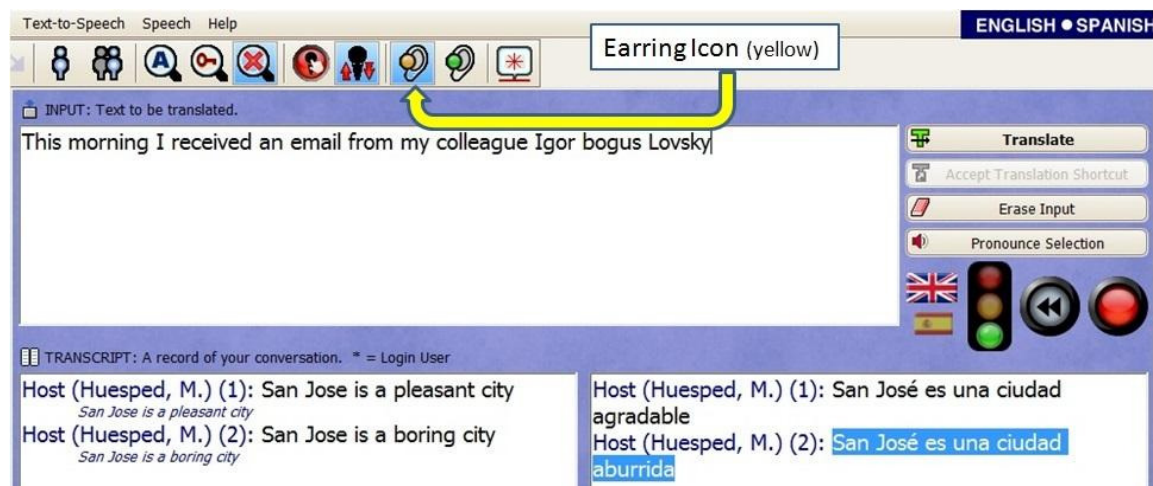 Text-to-Speech Speech Help
ENGLISH ● SPANISH
Earring Icon (yellow)
INPUT: Text to be translated.
This morning I received an email from my colleague Igor bogus Lovsky
Translate
Accept Translation Shortcut
Erase Input
Pronounce Selection
TRANSCRIPT: A record of your conversation. * = Login User
Host (Huesped, M.) (1): San Jose is a pleasant city
San Jose is a pleasant city
Host (Huesped, M.) (2): San Jose is a boring city
San Jose is a boring city
Host (Huesped, M.) (1): San José es una ciudad
agradable
Host (Huesped, M.) (2): San José es una ciudad
aburrida